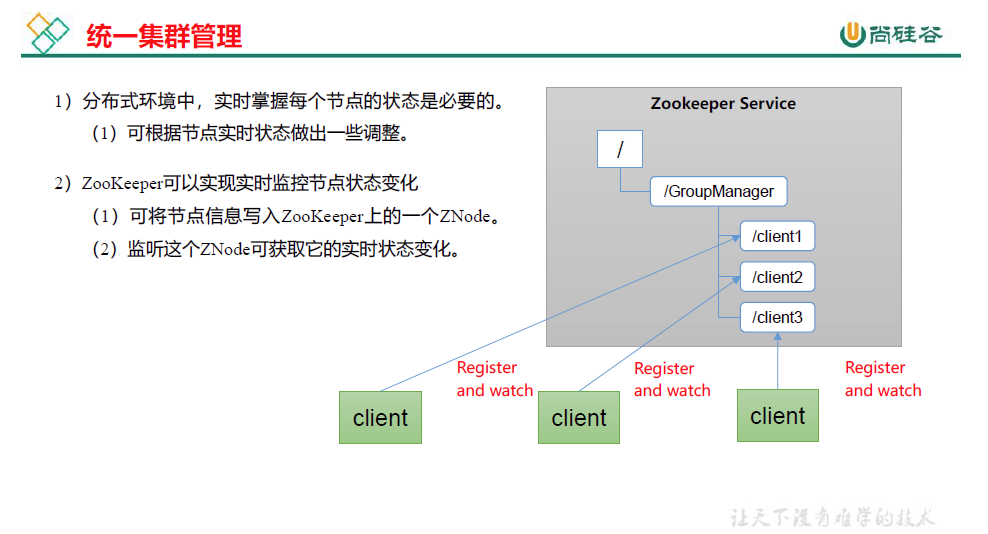 统一集群管理
尚硅谷
1）分布式环境中，实时掌握每个节点的状态是必要的。
（1）可根据节点实时状态做出一些调整。
2）ZooKeeper可以实现实时监控节点状态变化
（1）可将节点信息写入ZooKeeper上的一个ZNode。
（2）监听这个ZNode可获取它的实时状态变化。
Zookeeper Service
/
/GroupManager
/client1
/client2
/client3
Register
and watch
Register
and watch
Register
and watch
client
client
client
让天下没有难学的技术